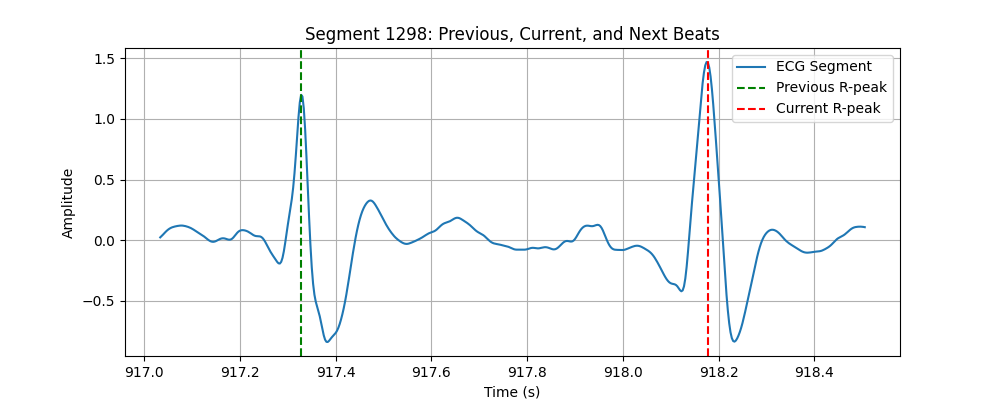 Segment 1298: Previous, Current, and Next Beats
1.5
1.0
0.5
0.0
−0.5
Amplitude
ECG Segment
Previous R-peak
Current R-peak
917.0 917.2 917.4 917.6 917.8 918.0 918.2 918.4
Time (s)